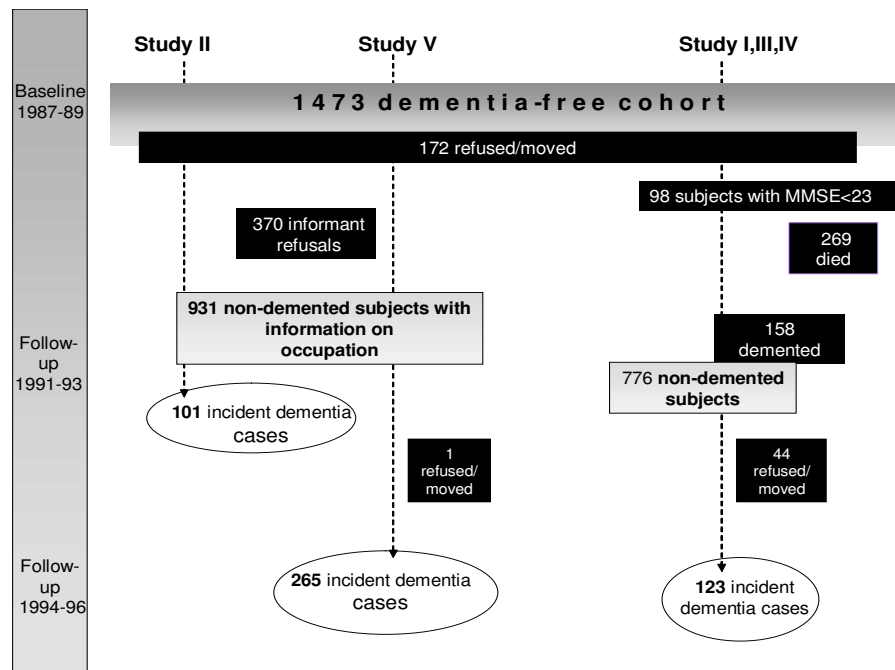 Study II
Study V
Study I,III,IV
Baseline
1987-89
1473 dementia-free cohort
172 refused/moved
98 subjects with MMSE<23
370 informant
refusals
269
died
931 non-demented subjects with
information on
occupation
158
demented
Follow-
up
1991-93
776 non-demented
subjects
101 incident dementia
cases
1
refused/
moved
44
refused/
moved
Follow-
up
1994-96
265 incident dementia
cases
123 incident
dementia cases